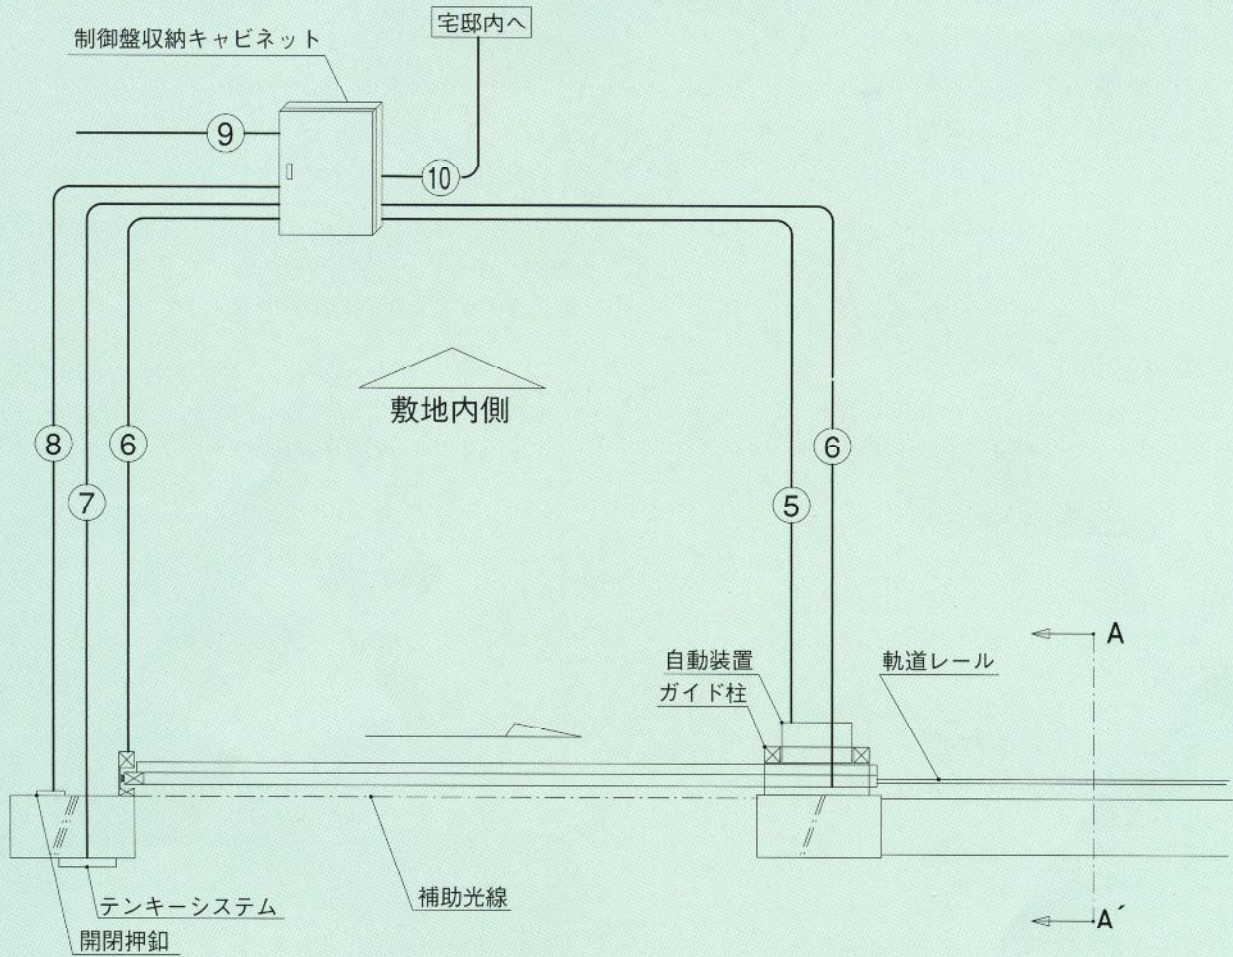 宅邸内へ
制御盤収納キャビネット
⑨
⑩
敷地内側
⑧
⑥
⑥
⑦
⑤
A
自動装置
軌道レール
ガイド柱
補助光線
テンキーシステム
A´
開閉押釦